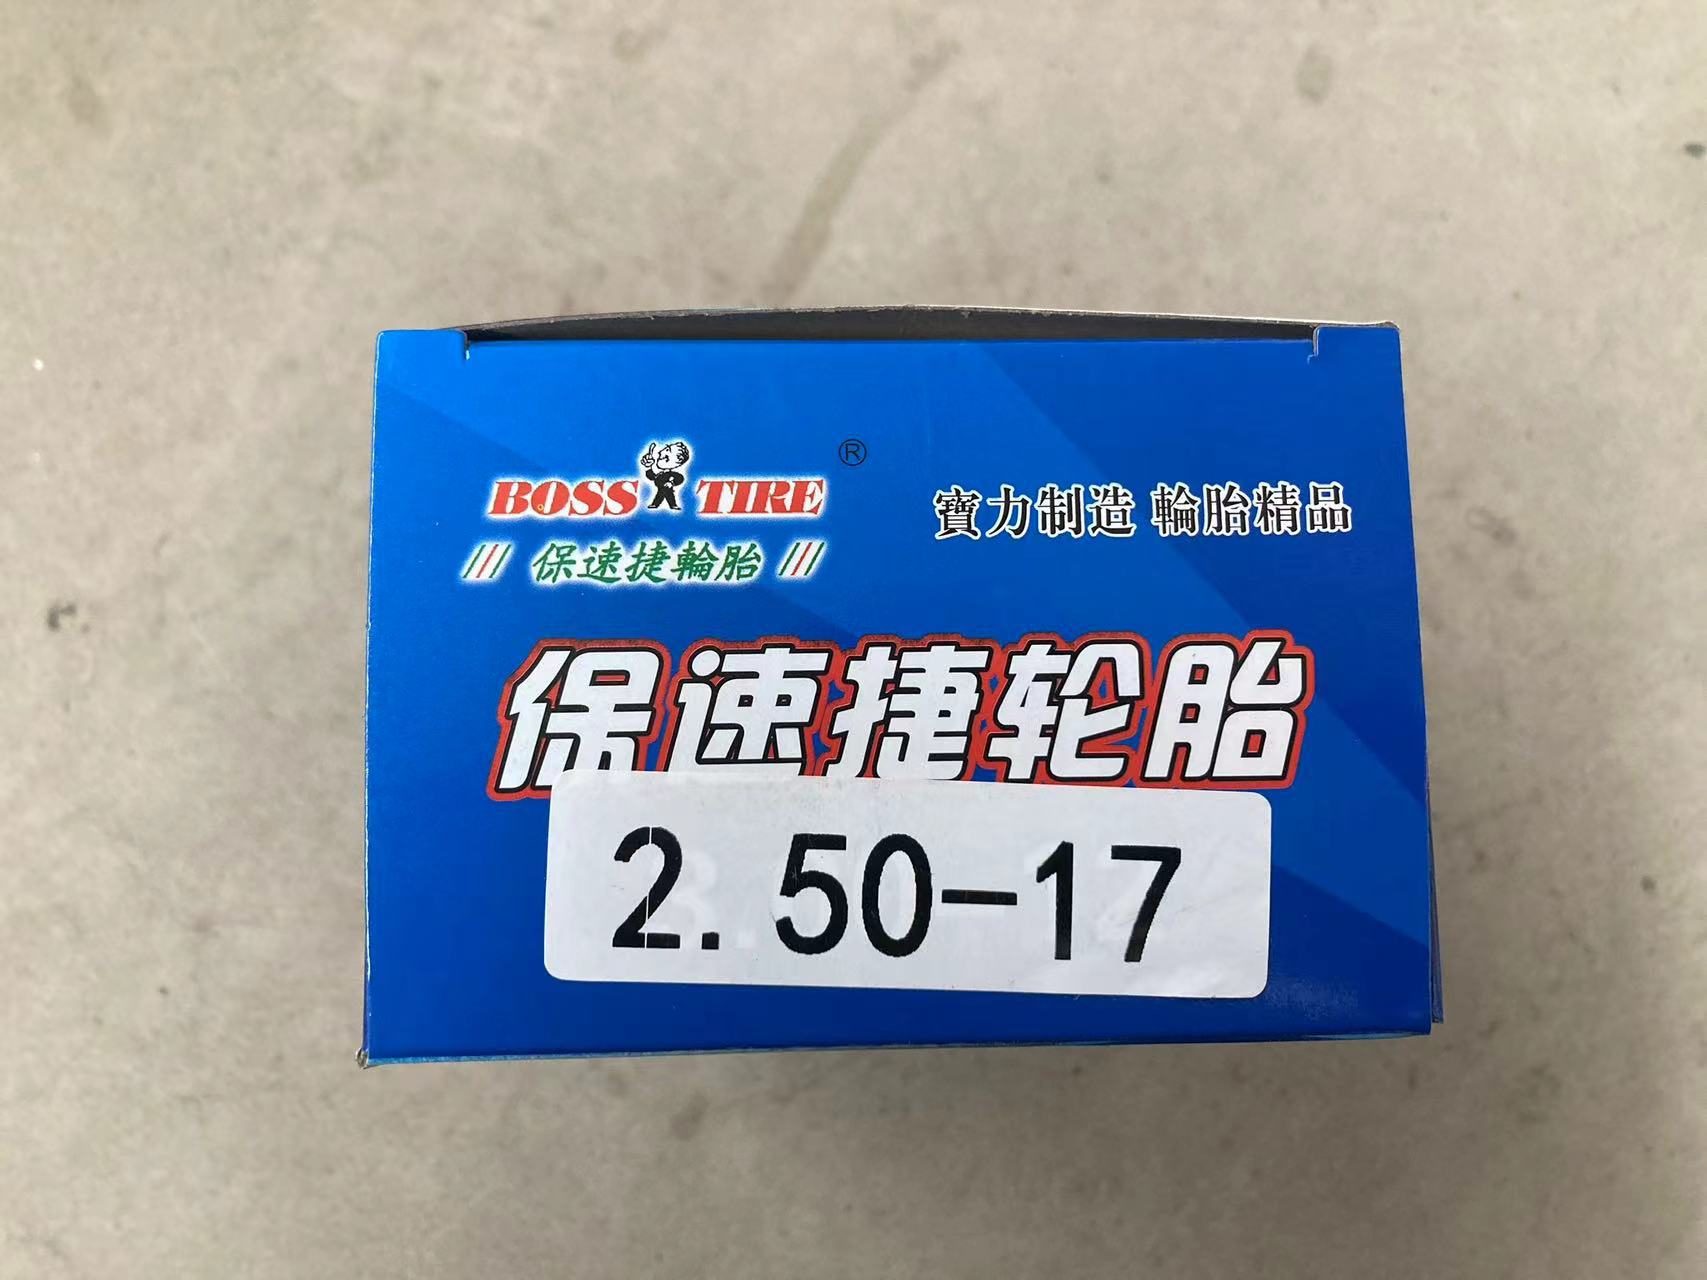 BOSS TIRE ®
保速捷輪胎
寶力制造 輪胎精品
保速捷轮胎
2.50-17